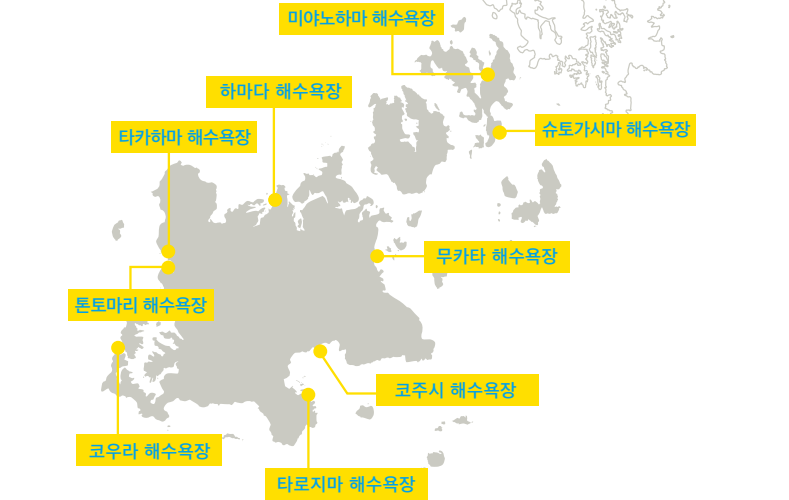 미야노하마 해수욕장
하마다 해수욕장
타카하마 해수욕장
슈토가시마 해수욕장
무카타 해수욕장
톤토마리 해수욕장
코주시 해수욕장
코우라 해수욕장
타로지마 해수욕장